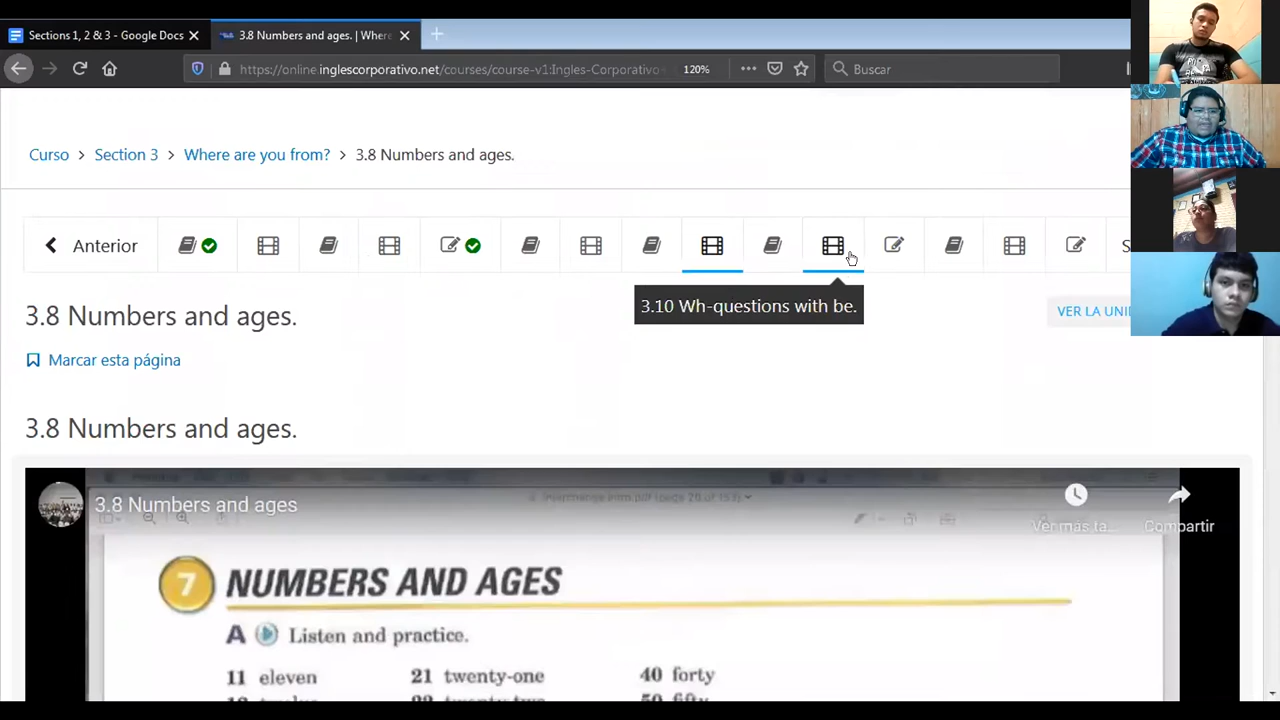 Sections 1, 2 & 3 - Google Docs
3.8 Numbers and ages. | Where
https://online.inglescorporativo.net/courses/course-v1:Ingles-Corporativo
120%
Buscar
Curso > Section 3 > Where are you from? > 3.8 Numbers and ages.
Anterior
S
3.10 Wh-questions with be.
3.8 Numbers and ages.
VER LA UNI
Marcar esta página
3.8 Numbers and ages.
3.8 Numbers and ages
Ver más ta...
Compartir
7 NUMBERS AND AGES
A Listen and practice.
11 eleven 21 twenty-one 40 forty
50 fifty